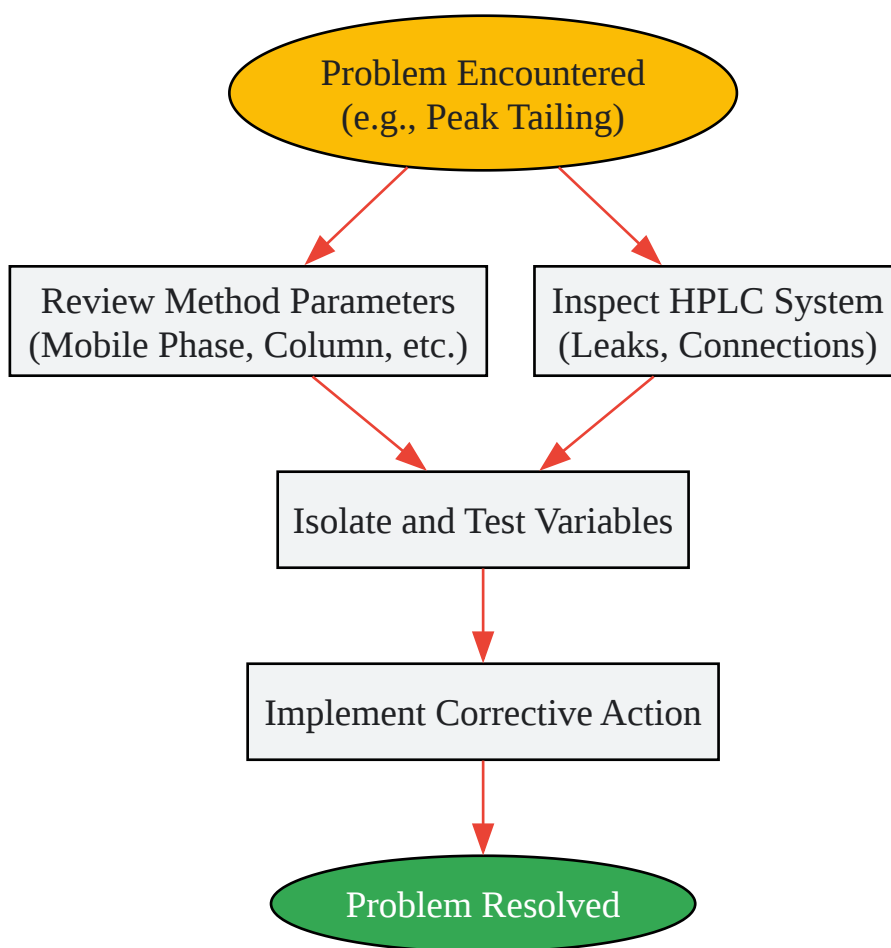 Problem Encountered
(e.g., Peak Tailing)
Review Method Parameters
(Mobile Phase, Column, etc.)
Inspect HPLC System
(Leaks, Connections)
Isolate and Test Variables
Implement Corrective Action
Problem Resolved